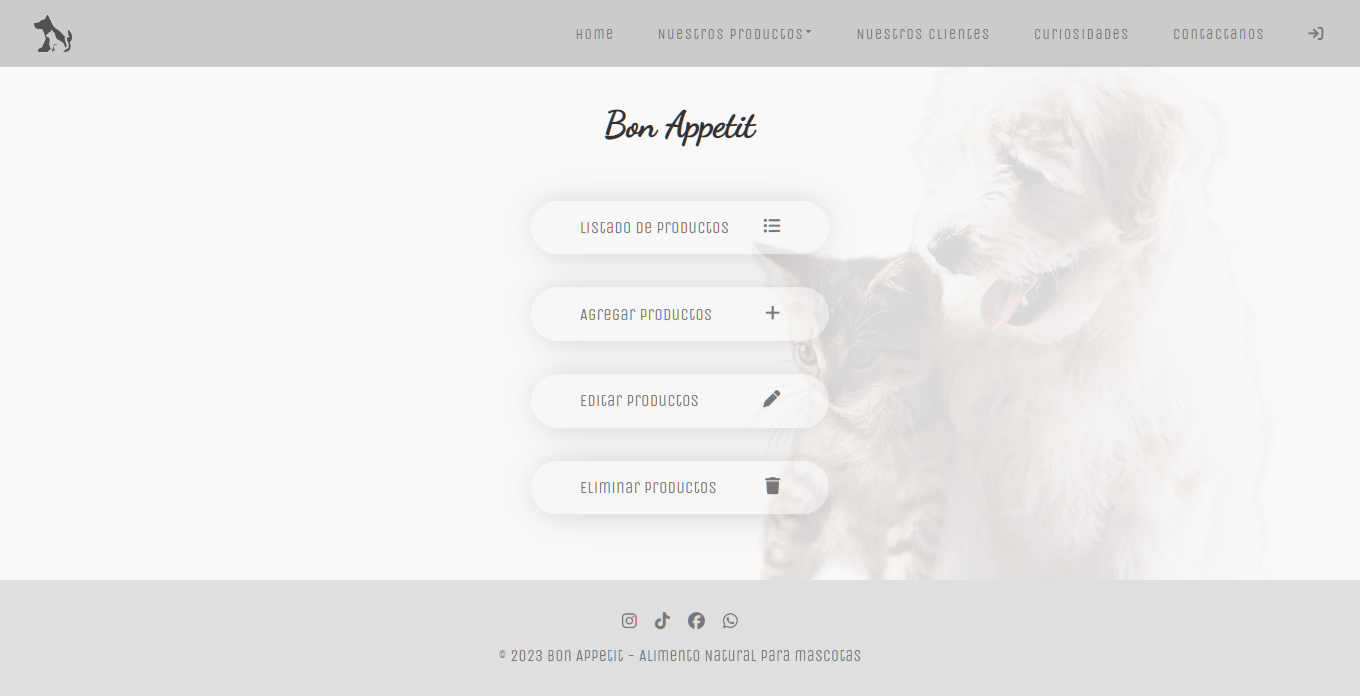 Home Nuestros Productos Nuestros Clientes Curiosidades Contactanos
Bon Appetit
Listado de Productos
Agregar Productos
Editar Productos
Eliminar Productos
© 2023 Bon Appetit - Alimento Natural para mascotas